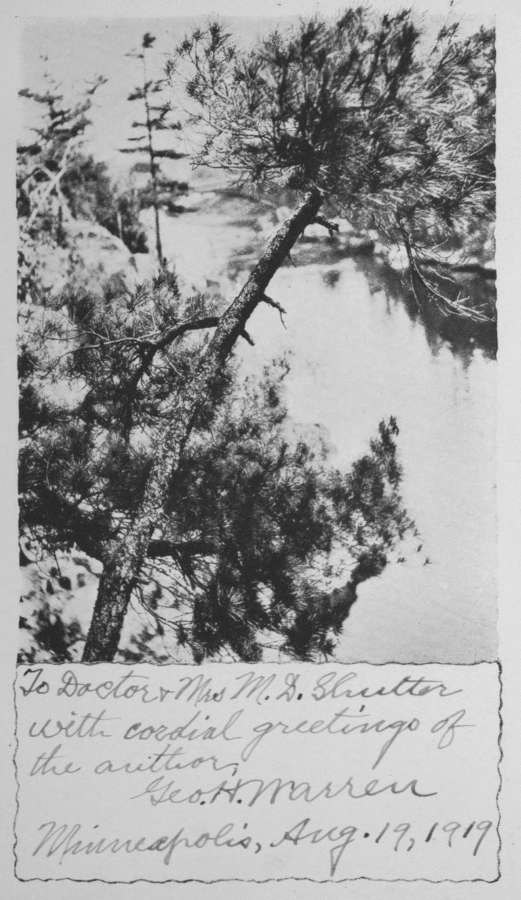 To Doctor & Mrs M. D. Shutter
with cordial greetings of
the author,
Geo. H. Warren
Minneapolis, Aug. 19, 1919